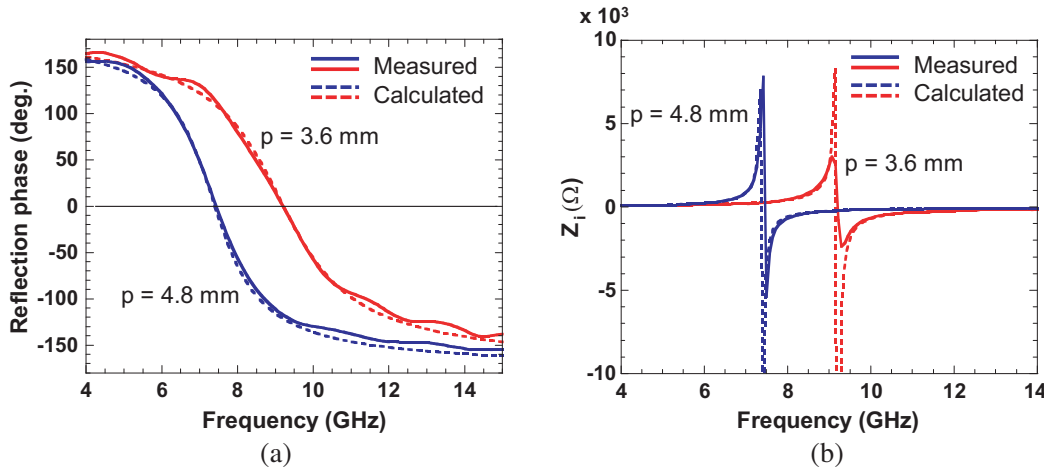 150
100
50
0
-50
-100
-150
4 6 8 10 12 14
Reflection phase (deg.)
Frequency (GHz)
Measured
Calculated
p = 3.6 mm
p = 4.8 mm
(a)
x 10³
10
5
0
-5
-10
4 6 8 10 12 14
Z i (Ω)
Frequency (GHz)
Measured
Calculated
p = 4.8 mm
p = 3.6 mm
(b)